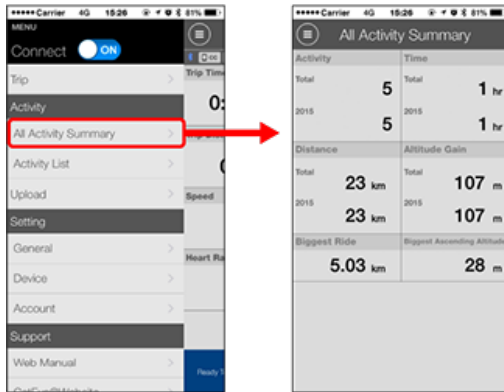 •••••Carrier 4G 15:26 81%
MENU
Connect ON
Trip
Activity
All Activity Summary
Activity List
Upload
Setting
General
Device
Account
Support
Web Manual
CatEye@Website
Trip Time
0:
0
Speed
Heart Ra
Ready T
•••••Carrier 4G 15:26 81%
All Activity Summary
Activity Time
Total 5 Total 1 hr
2015 5 2015 1 hr
Distance Altitude Gain
Total 23 km Total 107 m
2015 23 km 2015 107 m
Biggest Ride Biggest Ascending Altitude
5.03 km 28 m